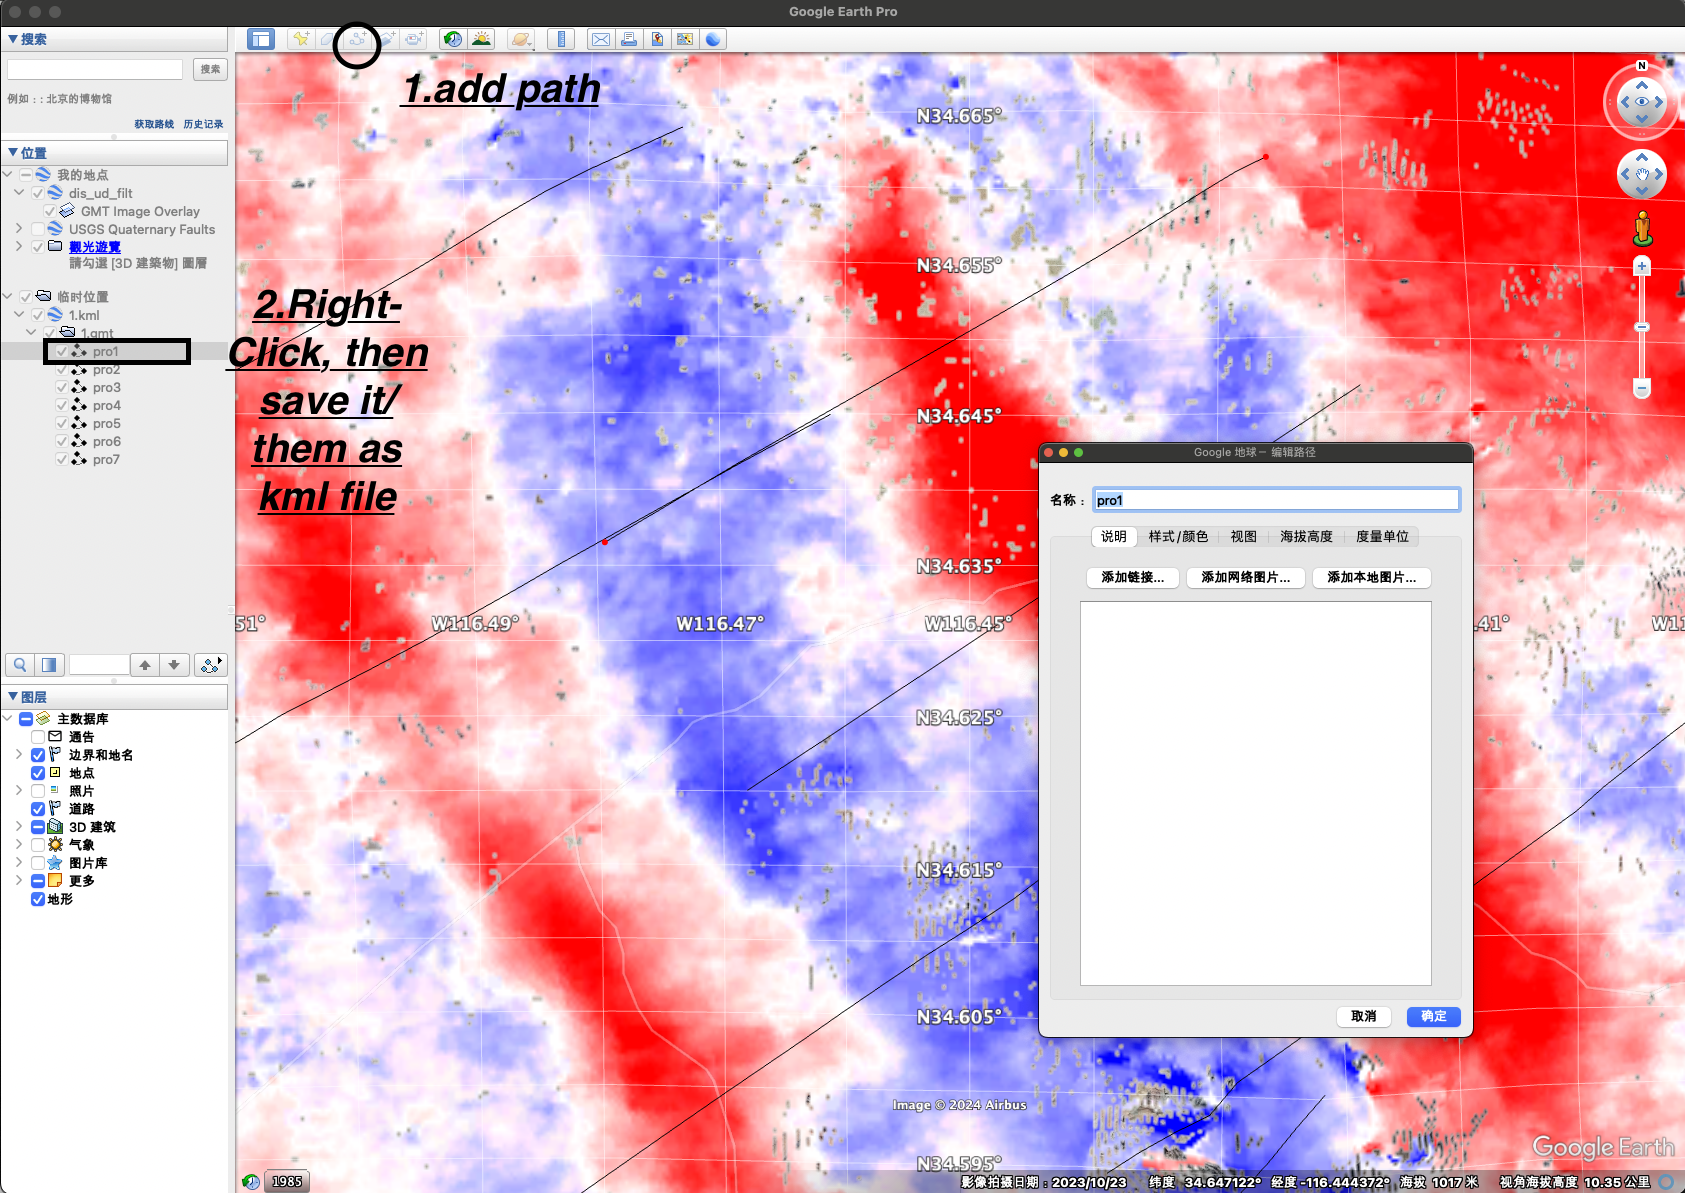 Google Earth Pro
搜索
搜索
例如：: 北京的博物馆
获取路线 历史记录
位置
我的地点
dis_ud_filt
GMT Image Overlay
USGS Quaternary Faults
觀光遊覽
請勾選 [3D 建築物] 圖層
临时位置
1.kml
1.gmt
pro1
pro2
pro3
pro4
pro5
pro6
pro7
图层
主数据库
通告
边界和地名
地点
照片
道路
3D 建筑
气象
图片库
更多
地形
1.add path
2.Right-
Click, then
save it/
them as
kml file
N
N34.665°
N34.655°
N34.645°
N34.635°
51°
W116.49°
W116.47°
W116.45°
.41°
W11
N34.625°
N34.615°
N34.605°
N34.595°
Google 地球 － 编辑路径
名称：
pro1
说明 样式/颜色 视图 海拔高度 度量单位
添加链接... 添加网络图片... 添加本地图片...
取消 确定
Image © 2024 Airbus
Google Earth
1985
影像拍摄日期：2023/10/23 纬度 34.647122° 经度 -116.444372° 海拔 1017 米 视角海拔高度 10.35 公里